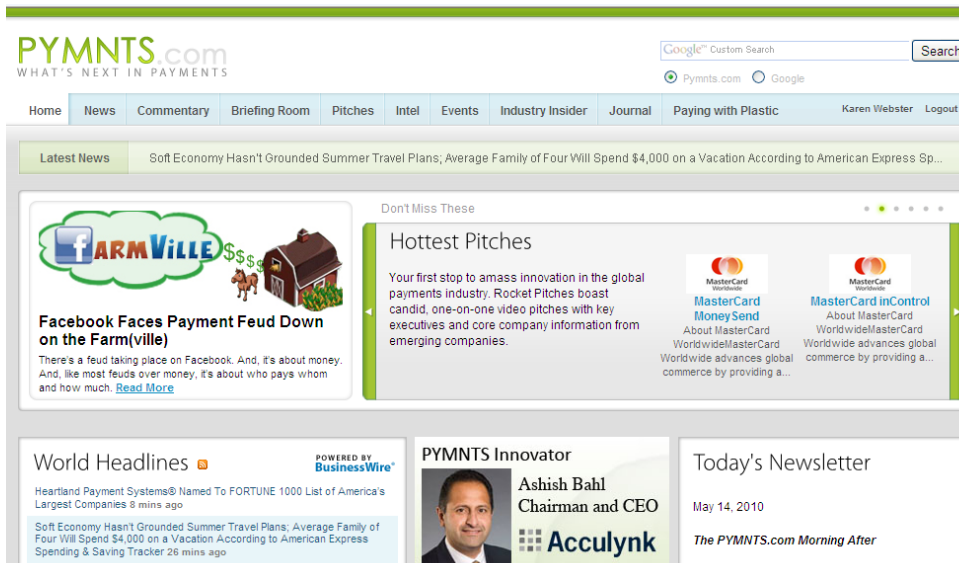 PYMNTS.com
WHAT'S NEXT IN PAYMENTS
Google™ Custom Search
Search
Pymnts.com Google
Home News Commentary Briefing Room Pitches Intel Events Industry Insider Journal Paying with Plastic Karen Webster Logout
Latest News Soft Economy Hasn't Grounded Summer Travel Plans; Average Family of Four Will Spend $4,000 on a Vacation According to American Express Sp...
fARMVILLE
$$$$
Facebook Faces Payment Feud Down
on the Farm(ville)
There's a feud taking place on Facebook. And, it's about money.
And, like most feuds over money, it's about who pays whom
and how much. Read More
Don't Miss These
Hottest Pitches
Your first stop to amass innovation in the global
payments industry. Rocket Pitches boast
candid, one-on-one video pitches with key
executives and core company information from
emerging companies.
MasterCard
Worldwide
MasterCard
MoneySend
About MasterCard
WorldwideMasterCard
Worldwide advances global
commerce by providing a...
MasterCard
Worldwide
MasterCard inControl
About MasterCard
WorldwideMasterCard
Worldwide advances global
commerce by providing a...
World Headlines
POWERED BY
BusinessWire
Heartland Payment Systems® Named To FORTUNE 1000 List of America's
Largest Companies 8 mins ago
Soft Economy Hasn't Grounded Summer Travel Plans; Average Family of
Four Will Spend $4,000 on a Vacation According to American Express
Spending & Saving Tracker 26 mins ago
PYMNTS Innovator
Ashish Bahl
Chairman and CEO
Acculynk
Today's Newsletter
May 14, 2010
The PYMNTS.com Morning After